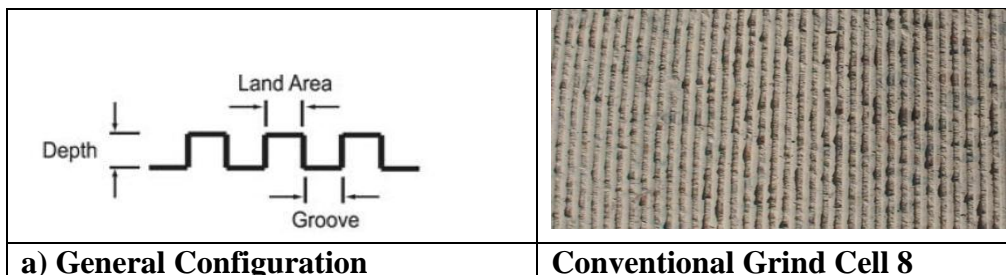 Land Area
Depth
Groove
a) General Configuration
Conventional Grind Cell 8